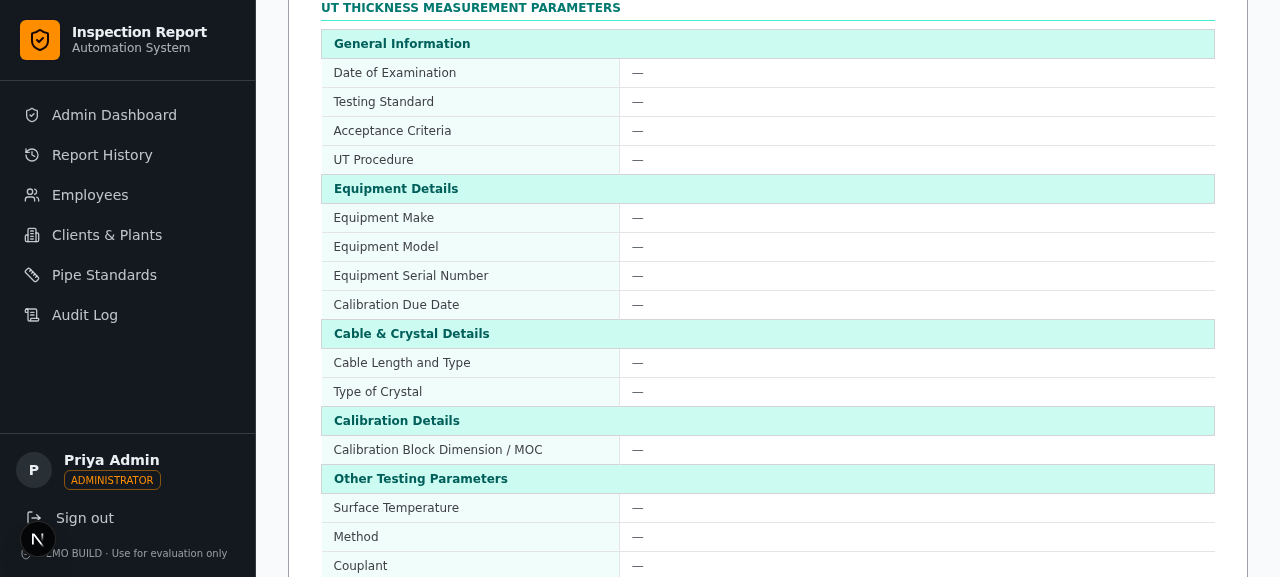 Inspection Report
Automation System
Admin Dashboard
Report History
Employees
Clients & Plants
Pipe Standards
Audit Log
P
Priya Admin
ADMINISTRATOR
Sign out
N
EMO BUILD · Use for evaluation only
UT THICKNESS MEASUREMENT PARAMETERS
General Information
Date of Examination —
Testing Standard —
Acceptance Criteria —
UT Procedure —
Equipment Details
Equipment Make —
Equipment Model —
Equipment Serial Number —
Calibration Due Date —
Cable & Crystal Details
Cable Length and Type —
Type of Crystal —
Calibration Details
Calibration Block Dimension / MOC —
Other Testing Parameters
Surface Temperature —
Method —
Couplant —